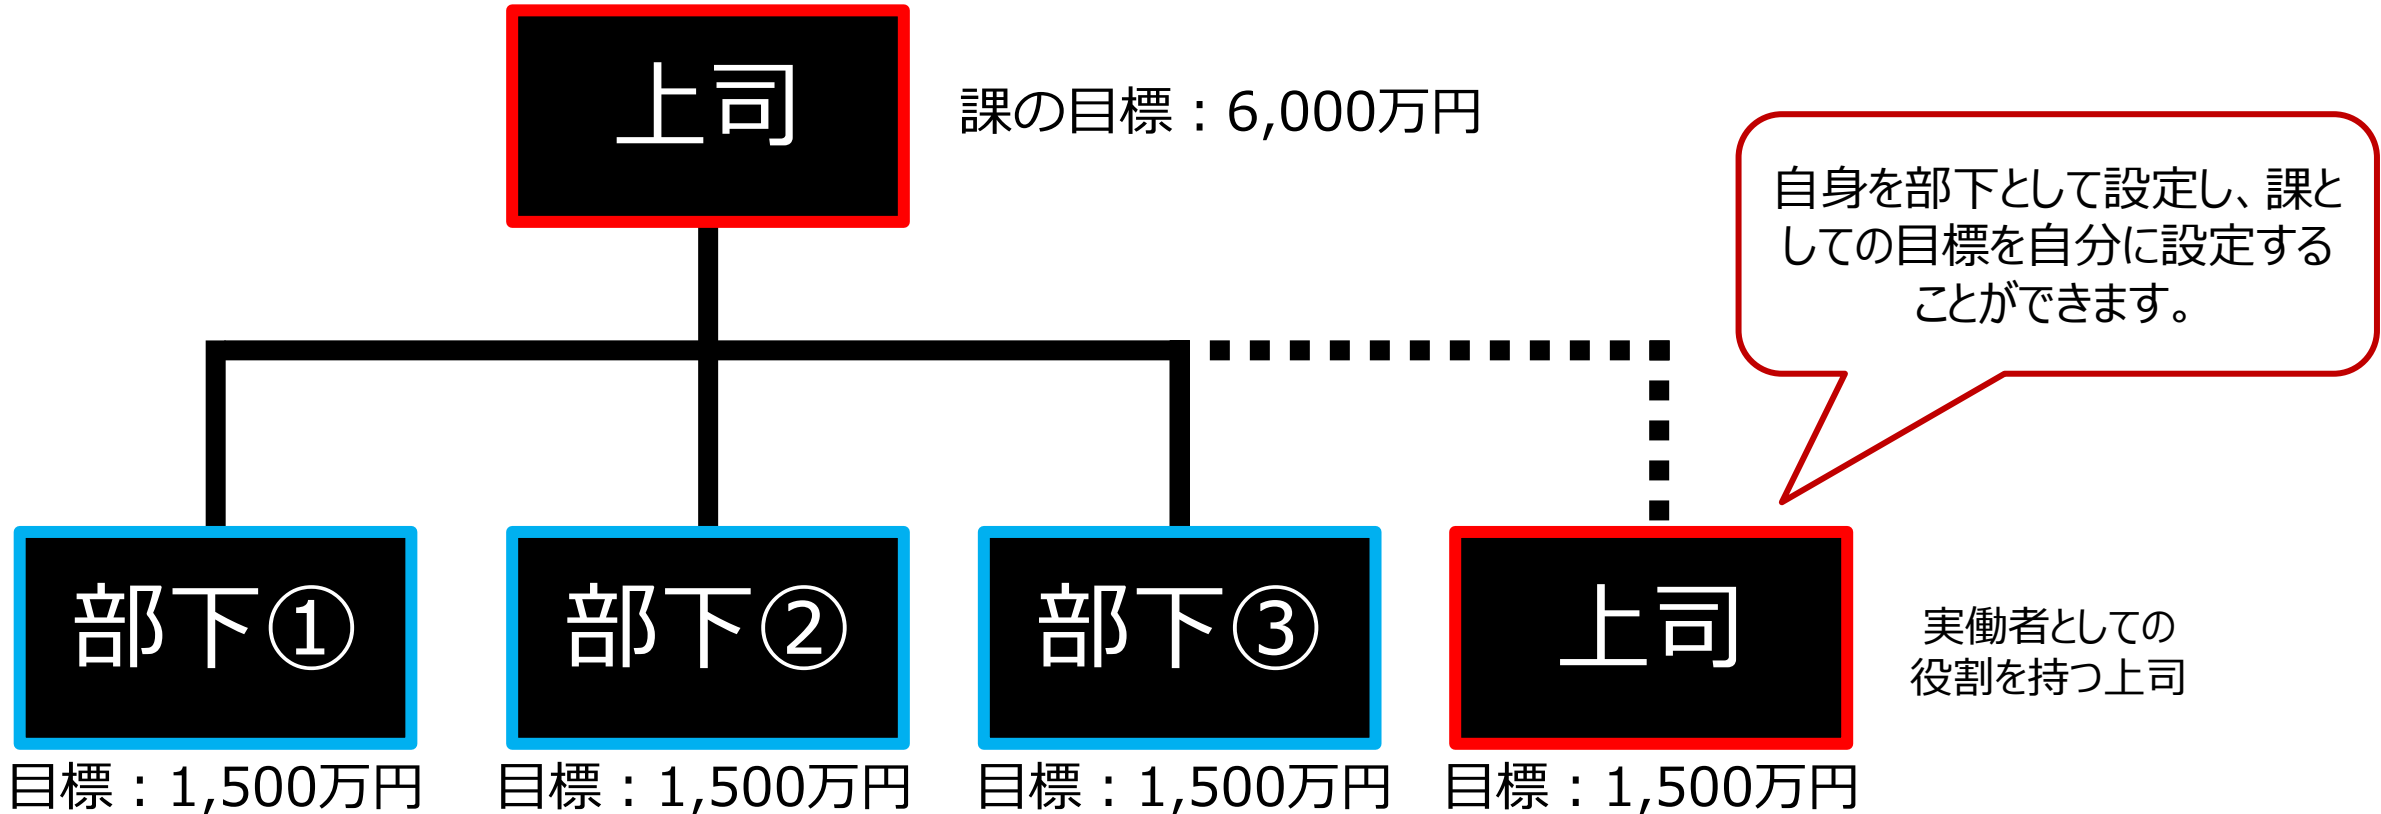 上司
課の目標：6,000万円
自身を部下として設定し、課と
しての目標を自分に設定する
ことができます。
部下①
部下②
部下③
上司
実働者としての
役割を持つ上司
目標：1,500万円
目標：1,500万円
目標：1,500万円
目標：1,500万円